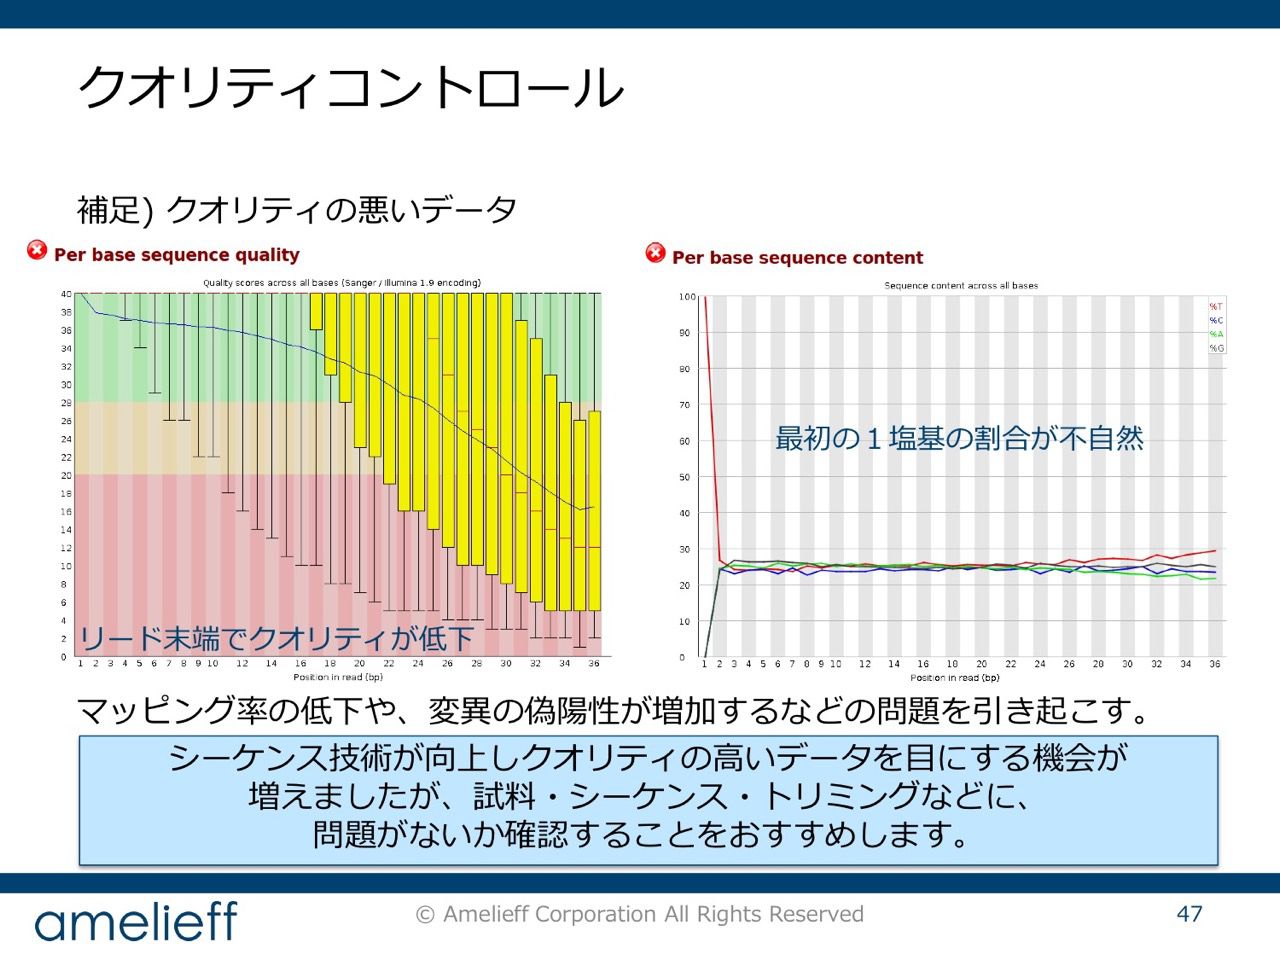 クオリティコントロール
補足) クオリティの悪いデータ
Per base sequence quality
Quality scores across all bases (Sanger / Illumina 1.9 encoding)
40
38
36
34
32
30
28
26
24
22
20
18
16
14
12
10
8
6
4
2
0
リード末端でクオリティが低下
1 2 3 4 5 6 7 8 9 10 12 14 16 18 20 22 24 26 28 30 32 34 36
Position in read (bp)
Per base sequence content
Sequence content across all bases
100
90
80
70
60
50
40
30
20
10
0
%T
%C
%A
%G
最初の１塩基の割合が不自然
1 2 3 4 5 6 7 8 9 10 12 14 16 18 20 22 24 26 28 30 32 34 36
Position in read (bp)
マッピング率の低下や、変異の偽陽性が増加するなどの問題を引き起こす。
シーケンス技術が向上しクオリティの高いデータを目にする機会が
増えましたが、試料・シーケンス・トリミングなどに、
問題がないか確認することをおすすめします。
amelieff
© Amelieff Corporation All Rights Reserved
47